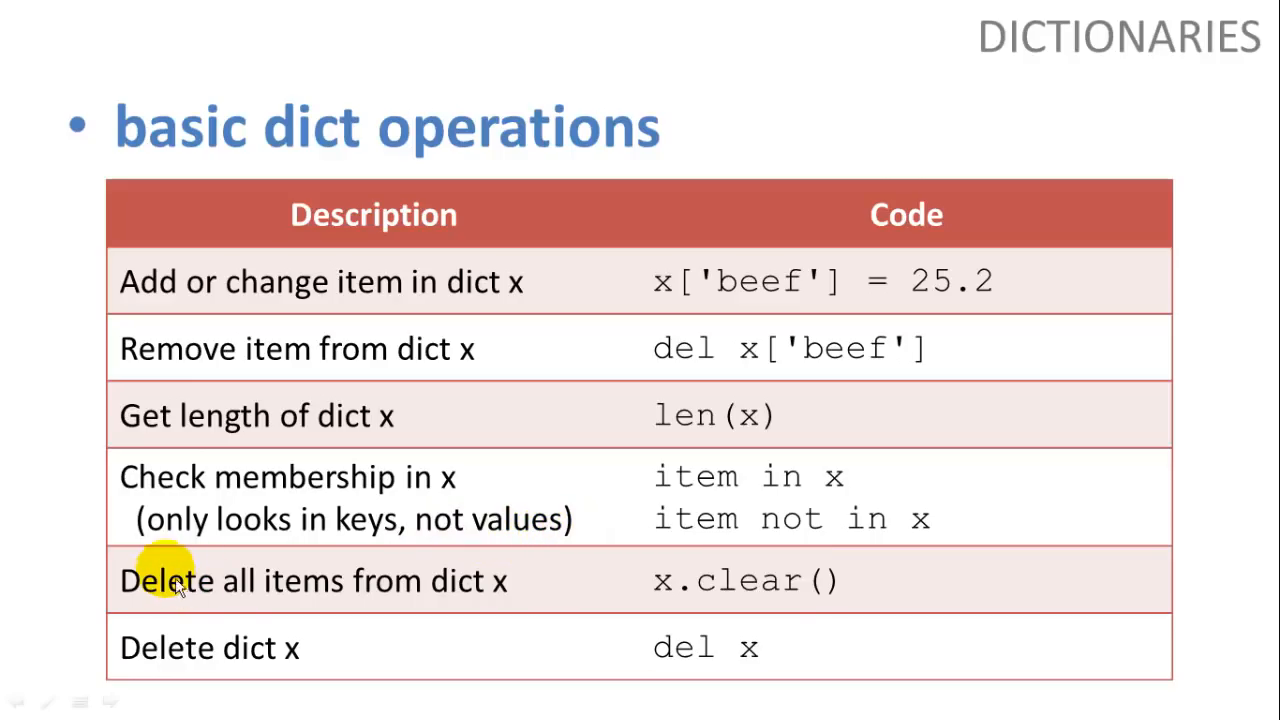 DICTIONARIES
• basic dict operations
Description Code
Add or change item in dict x x['beef'] = 25.2
Remove item from dict x del x['beef']
Get length of dict x len(x)
Check membership in x item in x
(only looks in keys, not values) item not in x
Delete all items from dict x x.clear()
Delete dict x del x